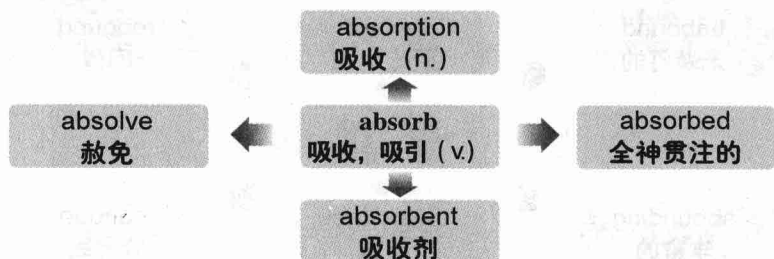 absorption
吸收 (n.)
absolve
赦免
absorb
吸收，吸引 (v.)
absorbed
全神贯注的
absorbent
吸收剂